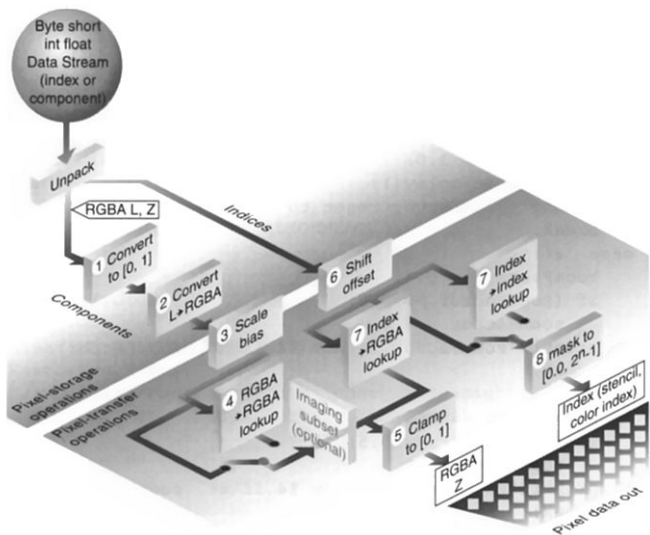 Byte short
int float
Data Stream
(index or
component)
Unpack
RGBA L, Z
Indices
1 Convert
to [0, 1]
Components
2 Convert
L➔RGBA
3 Scale
bias
6 Shift
offset
7 Index
➔index
lookup
7 Index
➔RGBA
lookup
8 mask to
[0.0, 2n-1]
Index (stencil,
color index)
Pixel-storage
operations
Pixel-transfer
operations
4 RGBA
➔RGBA
lookup
Imaging
subset
(optional)
5 Clamp
to [0, 1]
RGBA
Z
Pixel data out